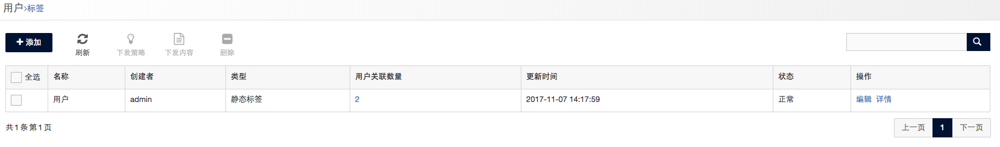 用户>标签
添加 刷新 下发策略 下发内容 删除
全选 名称 创建者 类型 用户关联数量 更新时间 状态 操作
用户 admin 静态标签 2 2017-11-07 14:17:59 正常 编辑 详情
共1条第1页 上一页 1 下一页